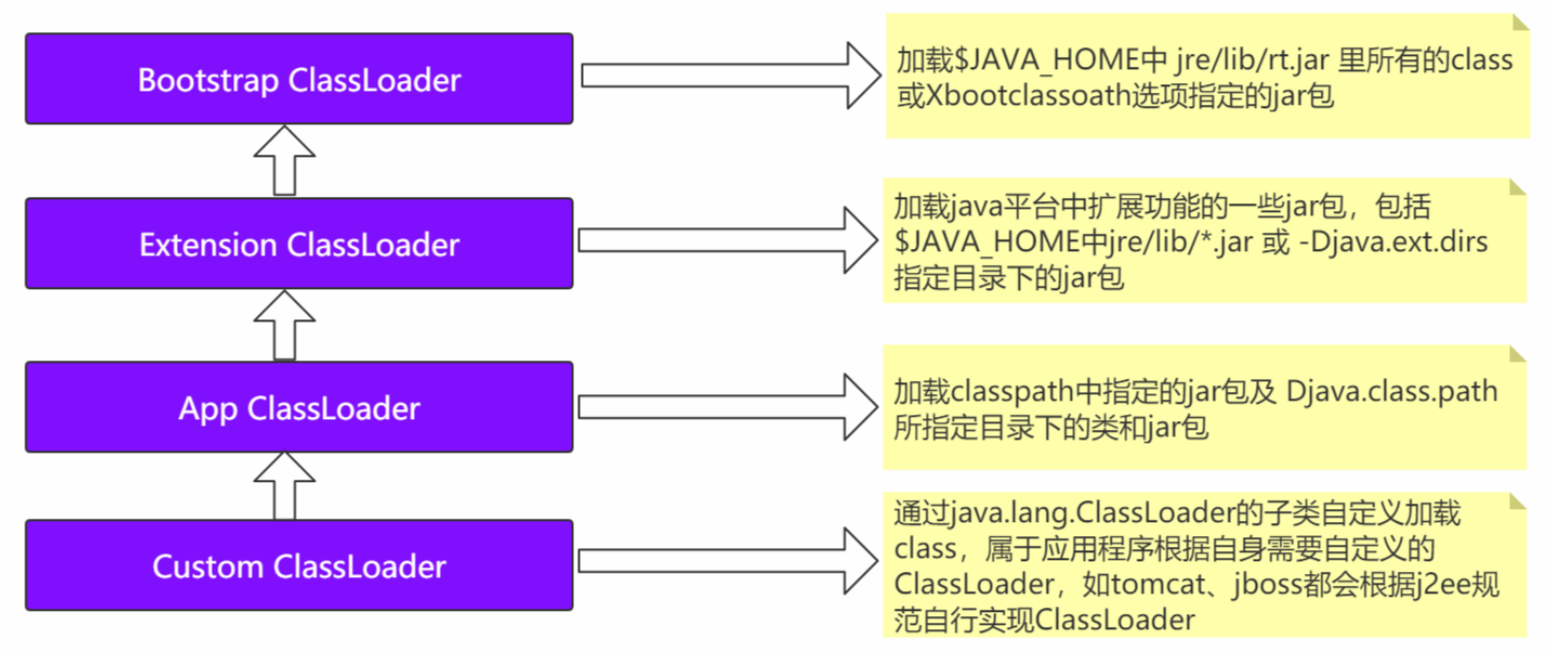 Bootstrap ClassLoader
加载$JAVA_HOME中 jre/lib/rt.jar 里所有的class
或Xbootclassoath选项指定的jar包
Extension ClassLoader
加载java平台中扩展功能的一些jar包，包括
$JAVA_HOME中jre/lib/*.jar 或 -Djava.ext.dirs
指定目录下的jar包
App ClassLoader
加载classpath中指定的jar包及 Djava.class.path
所指定目录下的类和jar包
Custom ClassLoader
通过java.lang.ClassLoader的子类自定义加载
class，属于应用程序根据自身需要自定义的
ClassLoader，如tomcat、jboss都会根据j2ee规
范自行实现ClassLoader